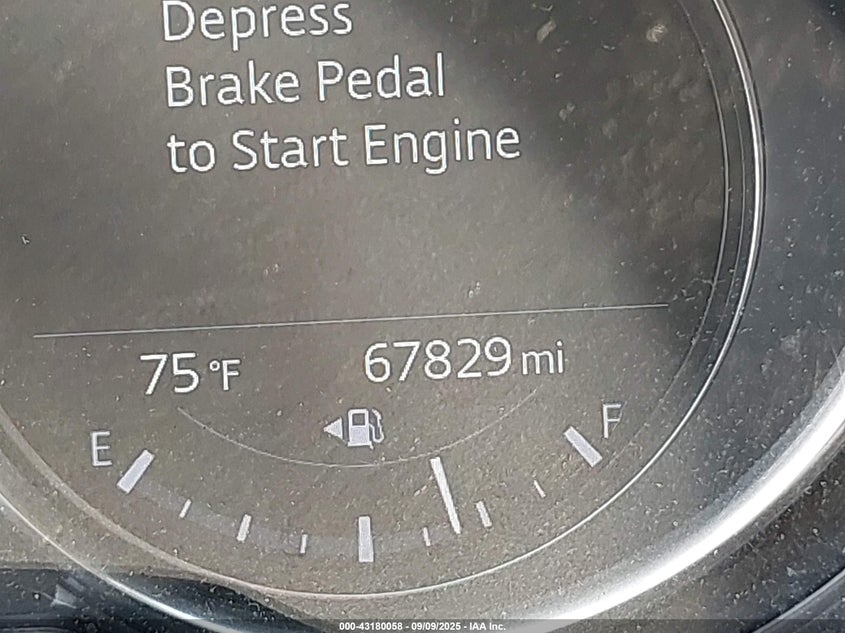 Depress
Brake Pedal
to Start Engine
75 °F 67829 mi
E F
000-43180058 - 09/09/2025 - IAA Inc.